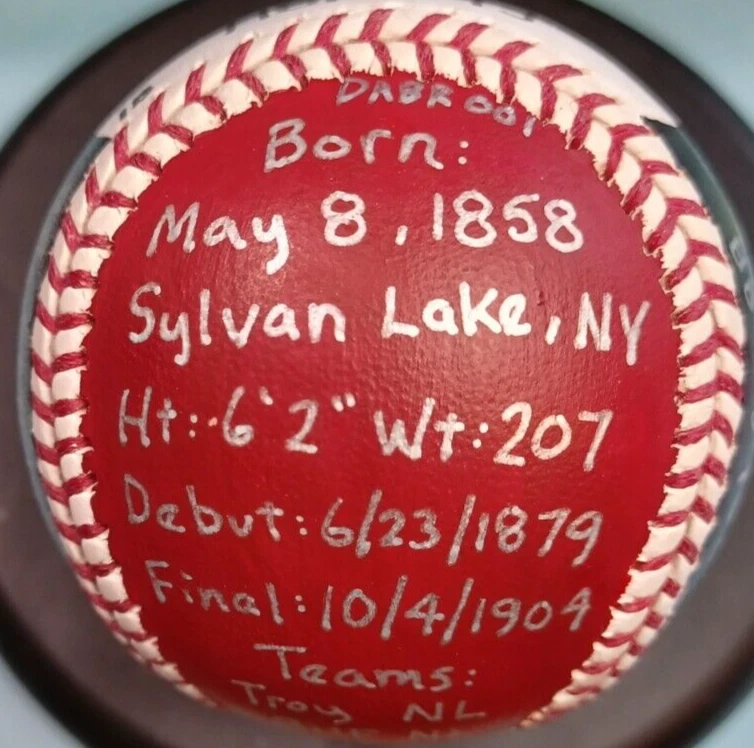 DABR001
Born:
May 8, 1858
Sylvan Lake, NY
Ht: 6'2" Wt: 207
Debut: 6/23/1879
Final: 10/4/1904
Teams:
Troy NL